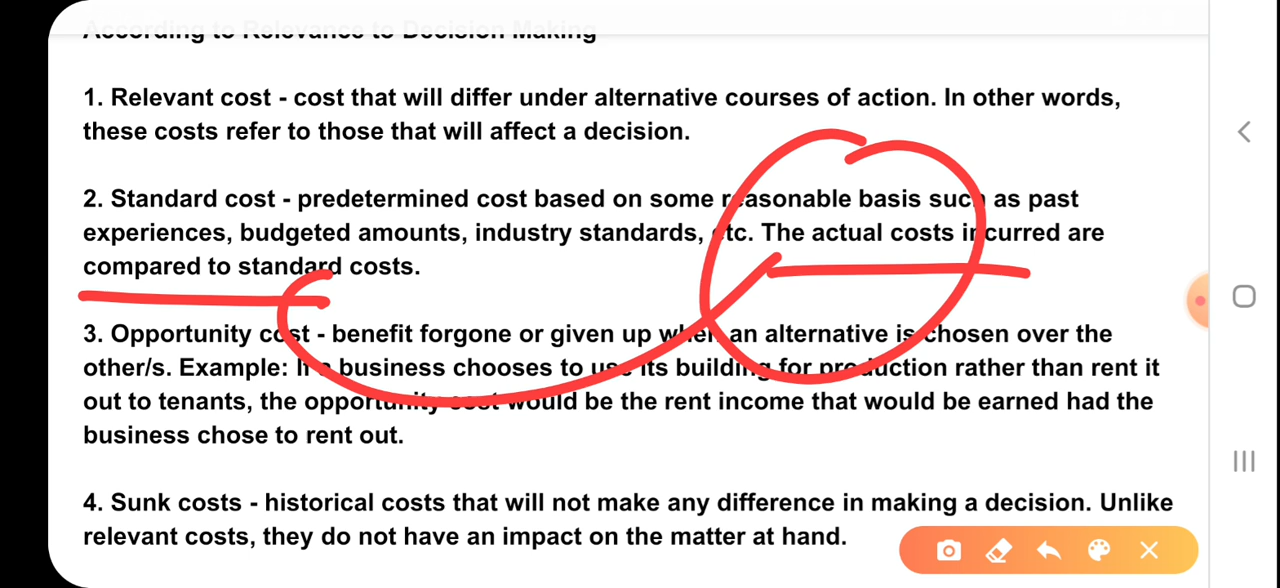 According to Relevance to Decision Making
1. Relevant cost - cost that will differ under alternative courses of action. In other words,
these costs refer to those that will affect a decision.
2. Standard cost - predetermined cost based on some reasonable basis such as past
experiences, budgeted amounts, industry standards, etc. The actual costs incurred are
compared to standard costs.
3. Opportunity cost - benefit forgone or given up when an alternative is chosen over the
other/s. Example: If a business chooses to use its building for production rather than rent it
out to tenants, the opportunity cost would be the rent income that would be earned had the
business chose to rent out.
4. Sunk costs - historical costs that will not make any difference in making a decision. Unlike
relevant costs, they do not have an impact on the matter at hand.